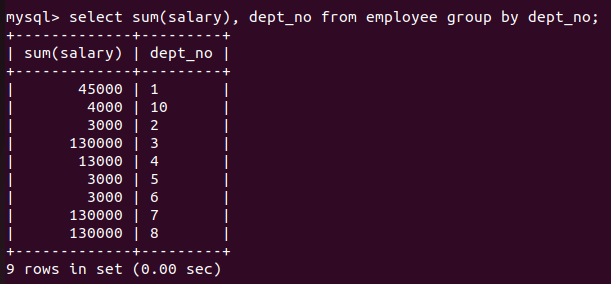 mysql> select sum(salary), dept_no from employee group by dept_no;
+-------------+---------+
| sum(salary) | dept_no |
+-------------+---------+
|       45000 | 1       |
|        4000 | 10      |
|        3000 | 2       |
|      130000 | 3       |
|       13000 | 4       |
|        3000 | 5       |
|        3000 | 6       |
|      130000 | 7       |
|      130000 | 8       |
+-------------+---------+
9 rows in set (0.00 sec)